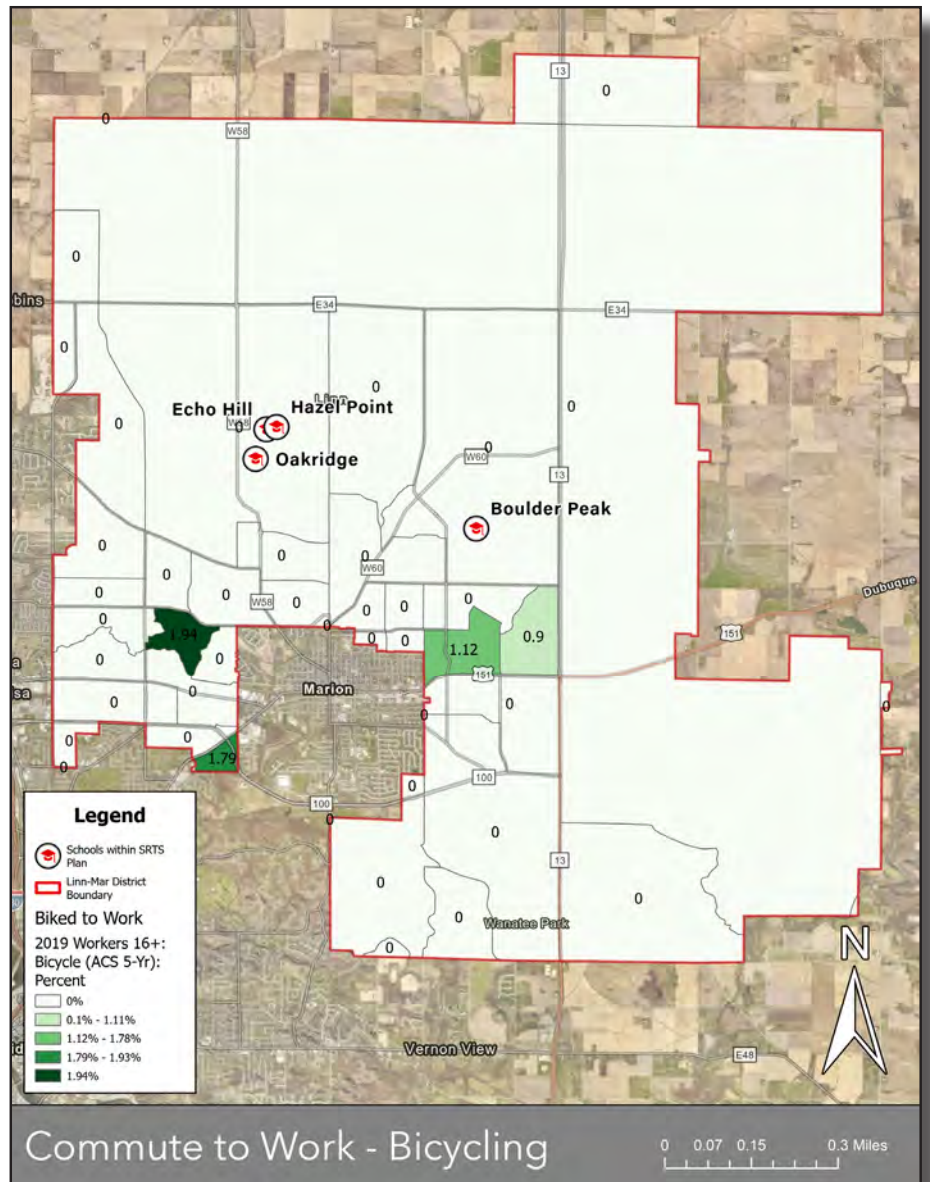 13
0
0
W58
0
bins
E34
E34
0
0
Linn
0
Echo Hill
Hazel Point
W58
0
0
0
Oakridge
W60
13
Boulder Peak
0
0
0
0
W60
W58
0
0
0
0
0
0
0
0
0
1.94
0
1.12
0.9
Dubuque
151
a
sa
0
0
Marion
151
0
0
0
0
0
1.79
0
0
100
100
0
0
0
13
0
0
0
Wanatee Park
0
Legend
Schools within SRTS
Plan
Linn-Mar District
Boundary
Biked to Work
2019 Workers 16+:
Bicycle (ACS 5-Yr):
Percent
0%
0.1% - 1.11%
1.12% - 1.78%
1.79% - 1.93%
1.94%
N
Vernon View
E48
Commute to Work - Bicycling
0 0.07 0.15 0.3 Miles